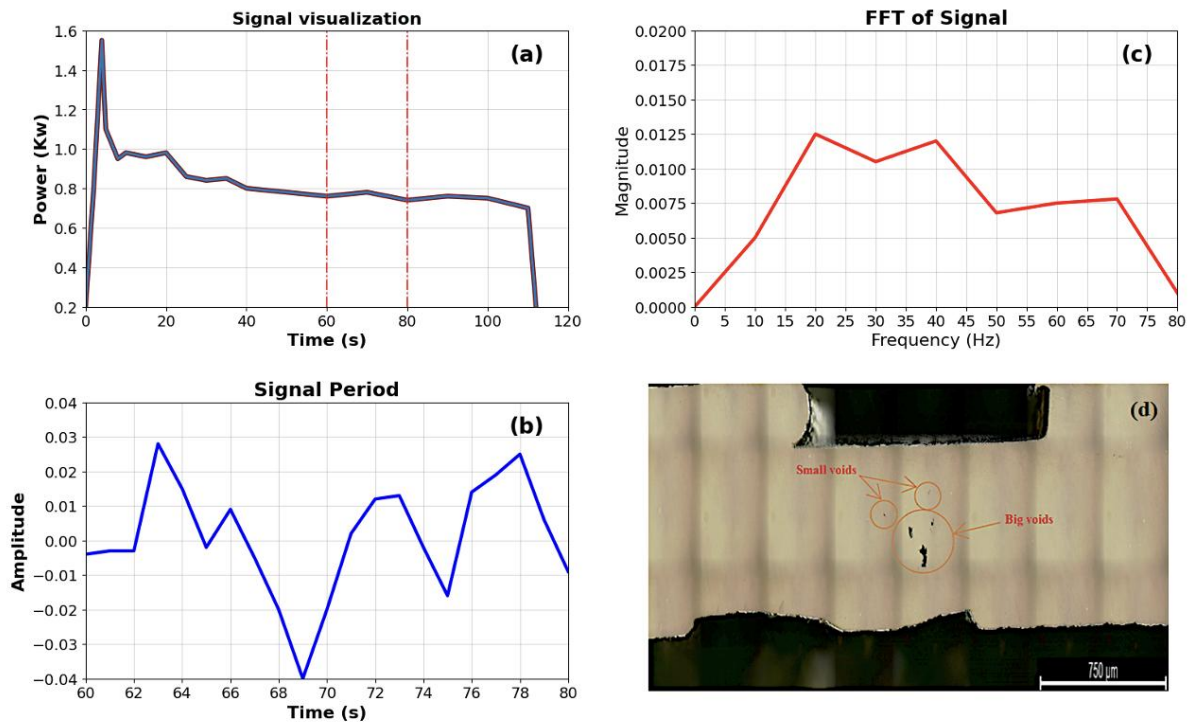 Signal visualization
(a)
1.6
1.4
1.2
1.0
0.8
0.6
0.4
0.2
Power (Kw)
0 20 40 60 80 100 120
Time (s)
FFT of Signal
(c)
0.0200
0.0175
0.0150
0.0125
0.0100
0.0075
0.0050
0.0025
0.0000
Magnitude
0 5 10 15 20 25 30 35 40 45 50 55 60 65 70 75 80
Frequency (Hz)
Signal Period
(b)
0.04
0.03
0.02
0.01
0.00
−0.01
−0.02
−0.03
−0.04
Amplitude
60 62 64 66 68 70 72 74 76 78 80
Time (s)
(d)
Small voids
Big voids
750 µm